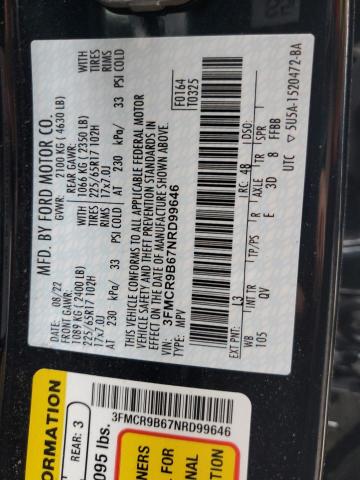 MFD. BY FORD MOTOR CO.
08/22 GVWR: 2100 KG ( 4630 LB)
FRONT GAWR: REAR GAWR:
1089 KG ( 2400 LB) 1066 KG ( 2350 LB) WITH
225/65R17 102H 225/65R17 102H TIRES
17x7.0J 17x7.0J RIMS
AT 230 kPa/ 33 PSI COLD AT 230 kPa/ 33 PSI COLD
THIS VEHICLE CONFORMS TO ALL APPLICABLE FEDERAL MOTOR
VEHICLE SAFETY AND THEFT PREVENTION STANDARDS IN
EFFECT ON THE DATE OF MANUFACTURE SHOWN ABOVE.
VIN: 3FMCR9B67NRD99646
TYPE: MPV
F0164
T0325
EXT PNT: 13 RC: 48 DSO:
WB INT TR TP/PS R AXLE TR SPR
105 QV E 3D 8 FFBB
UTC ▽ 5U5A-1520472-BA
3FMCR9B67NRD99646
FORMATION
REAR: 3
095 lbs.